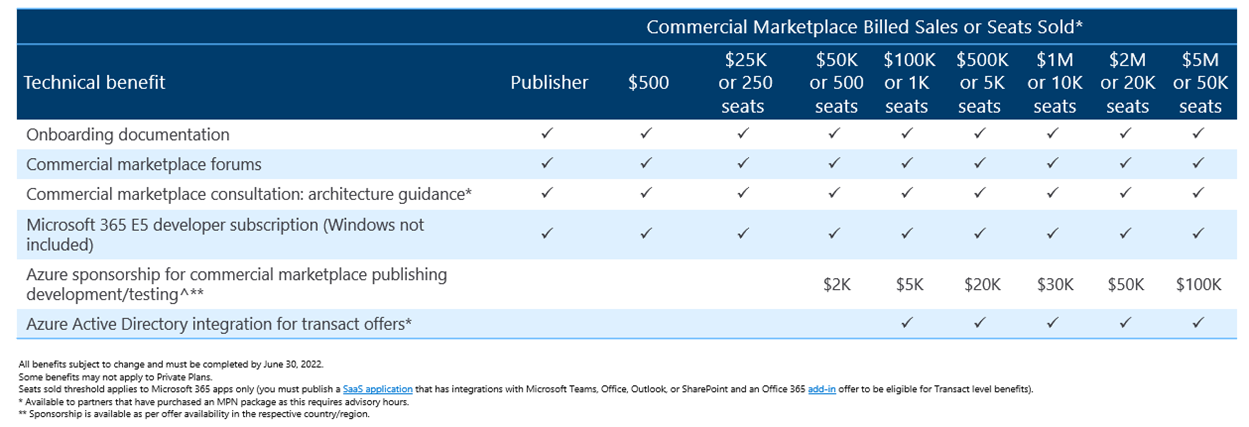 Commercial Marketplace Billed Sales or Seats Sold*
Technical benefit Publisher $500 $25K or 250 seats $50K or 500 seats $100K or 1K seats $500K or 5K seats $1M or 10K seats $2M or 20K seats $5M or 50K seats
Onboarding documentation ✓ ✓ ✓ ✓ ✓ ✓ ✓ ✓ ✓
Commercial marketplace forums ✓ ✓ ✓ ✓ ✓ ✓ ✓ ✓ ✓
Commercial marketplace consultation: architecture guidance* ✓ ✓ ✓ ✓ ✓ ✓ ✓ ✓ ✓
Microsoft 365 E5 developer subscription (Windows not
included) ✓ ✓ ✓ ✓ ✓ ✓ ✓ ✓ ✓
Azure sponsorship for commercial marketplace publishing
development/testing^** $2K $5K $20K $30K $50K $100K
Azure Active Directory integration for transact offers* ✓ ✓ ✓ ✓ ✓
All benefits subject to change and must be completed by June 30, 2022.
Some benefits may not apply to Private Plans.
Seats sold threshold applies to Microsoft 365 apps only (you must publish a SaaS application that has integrations with Microsoft Teams, Office, Outlook, or SharePoint and an Office 365 add-in offer to be eligible for Transact level benefits).
* Available to partners that have purchased an MPN package as this requires advisory hours.
** Sponsorship is available as per offer availability in the respective country/region.